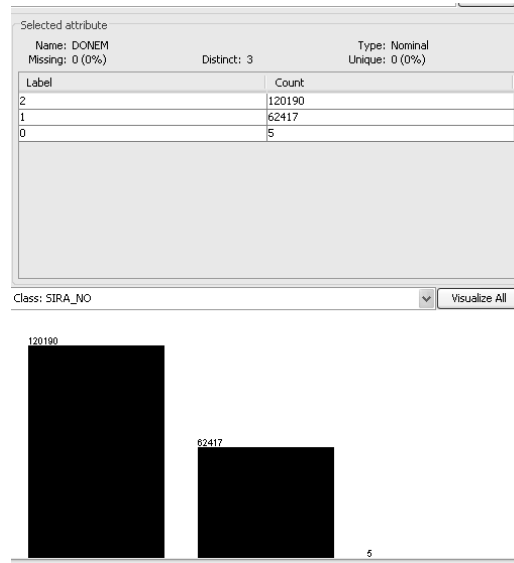 Selected attribute
Name: DONEM Type: Nominal
Missing: 0 (0%) Distinct: 3 Unique: 0 (0%)
Label Count
2 120190
1 62417
0 5
Class: SIRA_NO Visualize All
120190
62417
5